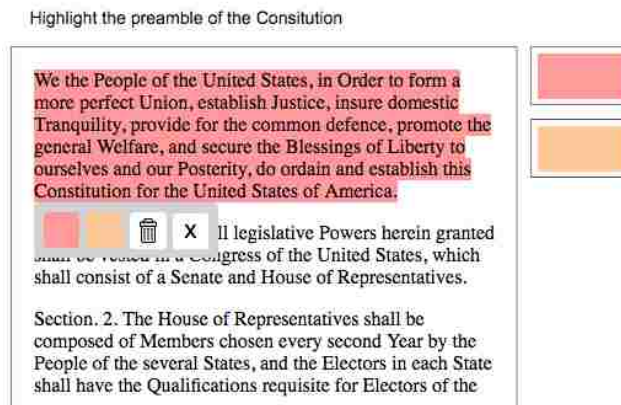 Highlight the preamble of the Consitution
We the People of the United States, in Order to form a
more perfect Union, establish Justice, insure domestic
Tranquility, provide for the common defence, promote the
general Welfare, and secure the Blessings of Liberty to
ourselves and our Posterity, do ordain and establish this
Constitution for the United States of America.
X
legislative Powers herein granted
of the United States, which
shall consist of a Senate and House of Representatives.
Section. 2. The House of Representatives shall be
composed of Members chosen every second Year by the
People of the several States, and the Electors in each State
shall have the Qualifications requisite for Electors of the